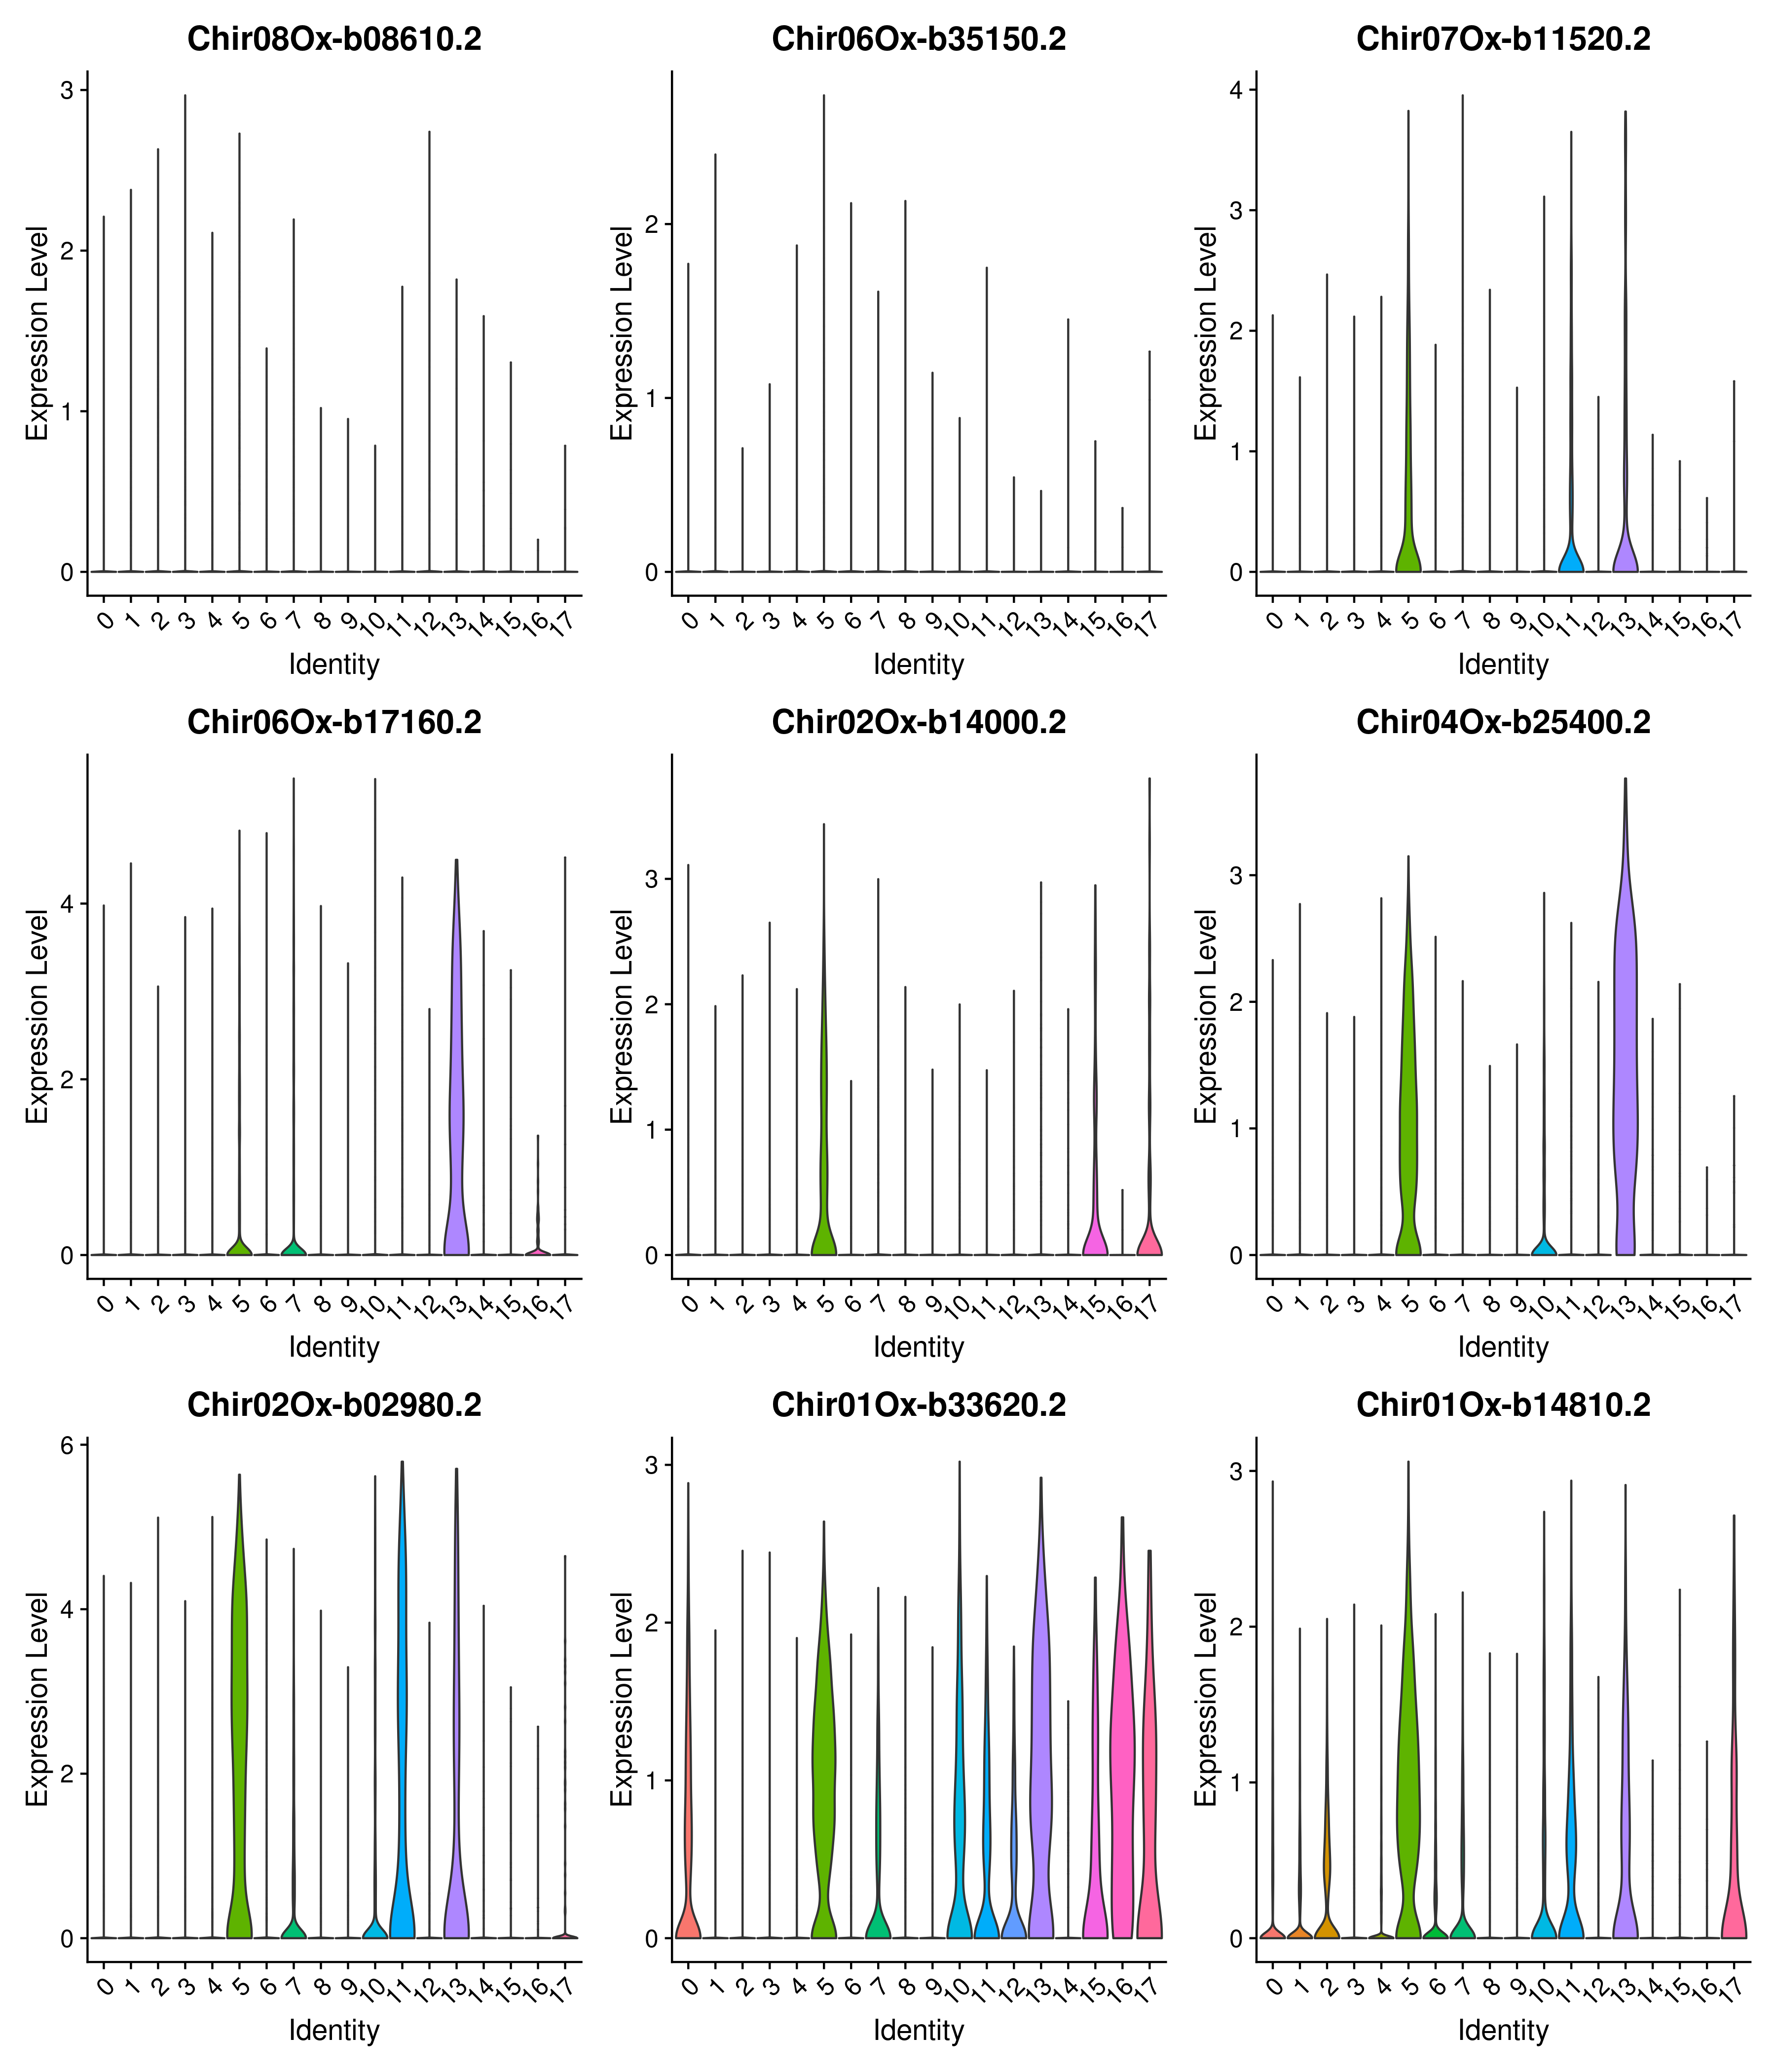 Chir08Ox-b08610.2
Expression Level
3
2
1
0
0 1 2 3 4 5 6 7 8 9 10 11 12 13 14 15 16 17
Identity
Chir06Ox-b35150.2
Expression Level
2
1
0
0 1 2 3 4 5 6 7 8 9 10 11 12 13 14 15 16 17
Identity
Chir07Ox-b11520.2
Expression Level
4
3
2
1
0
0 1 2 3 4 5 6 7 8 9 10 11 12 13 14 15 16 17
Identity
Chir06Ox-b17160.2
Expression Level
4
2
0
0 1 2 3 4 5 6 7 8 9 10 11 12 13 14 15 16 17
Identity
Chir02Ox-b14000.2
Expression Level
3
2
1
0
0 1 2 3 4 5 6 7 8 9 10 11 12 13 14 15 16 17
Identity
Chir04Ox-b25400.2
Expression Level
3
2
1
0
0 1 2 3 4 5 6 7 8 9 10 11 12 13 14 15 16 17
Identity
Chir02Ox-b02980.2
Expression Level
6
4
2
0
0 1 2 3 4 5 6 7 8 9 10 11 12 13 14 15 16 17
Identity
Chir01Ox-b33620.2
Expression Level
3
2
1
0
0 1 2 3 4 5 6 7 8 9 10 11 12 13 14 15 16 17
Identity
Chir01Ox-b14810.2
Expression Level
3
2
1
0
0 1 2 3 4 5 6 7 8 9 10 11 12 13 14 15 16 17
Identity